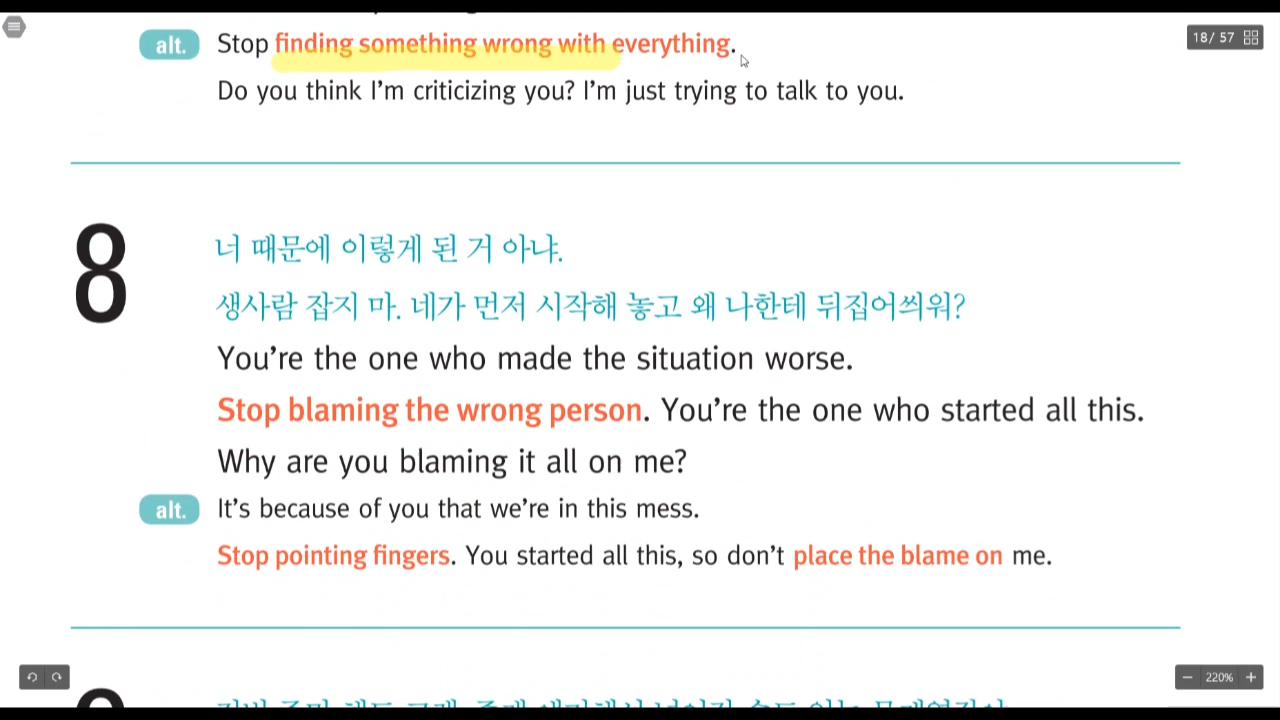 18/ 57
alt. Stop finding something wrong with everything.
Do you think I'm criticizing you? I'm just trying to talk to you.
8
너 때문에 이렇게 된 거 아냐.
생사람 잡지 마. 네가 먼저 시작해 놓고 왜 나한테 뒤집어씌워?
You're the one who made the situation worse.
Stop blaming the wrong person. You're the one who started all this.
Why are you blaming it all on me?
alt. It's because of you that we're in this mess.
Stop pointing fingers. You started all this, so don't place the blame on me.
220%